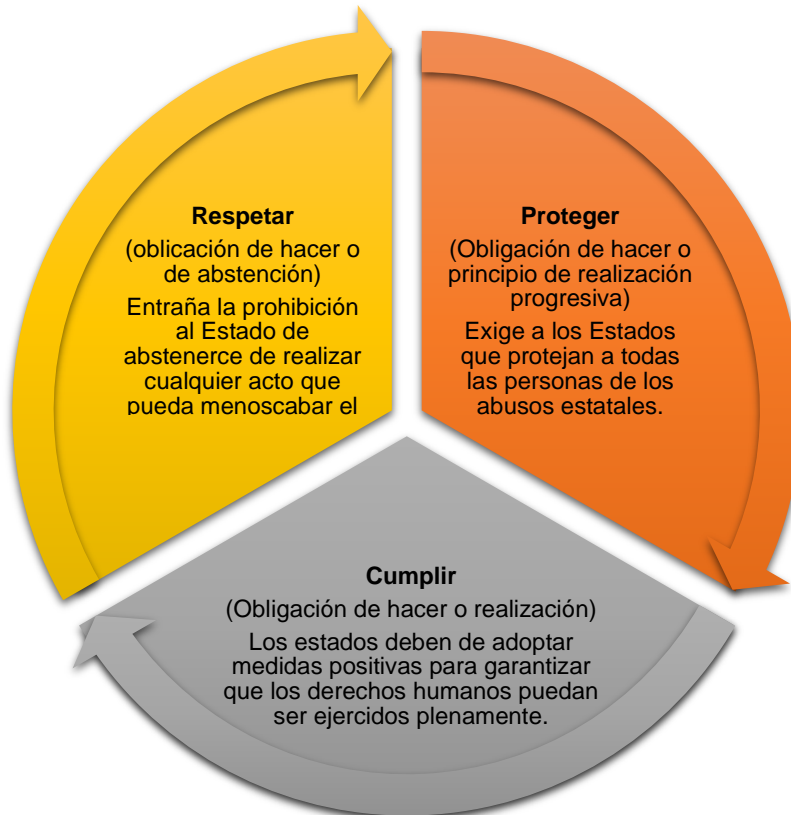 Respetar
(oblicación de hacer o
de abstención)
Entraña la prohibición
al Estado de
abstenerce de realizar
cualquier acto que
pueda menoscabar el
Proteger
(Obligación de hacer o
principio de realización
progresiva)
Exige a los Estados
que protejan a todas
las personas de los
abusos estatales.
Cumplir
(Obligación de hacer o realización)
Los estados deben de adoptar
medidas positivas para garantizar
que los derechos humanos puedan
ser ejercidos plenamente.